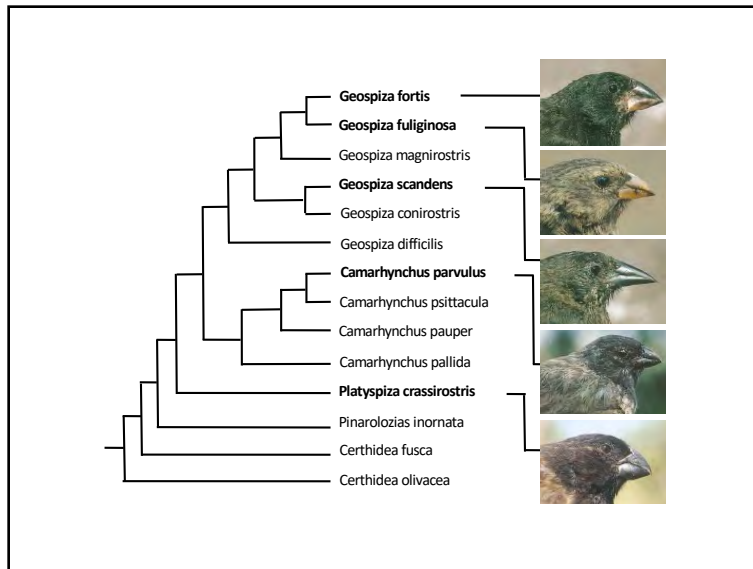 Geospiza fortis
Geospiza fuliginosa
Geospiza magnirostris
Geospiza scandens
Geospiza conirostris
Geospiza difficilis
Camarhynchus parvulus
Camarhynchus psittacula
Camarhynchus pauper
Camarhynchus pallida
Platyspiza crassirostris
Pinarolozias inornata
Certhidea fusca
Certhidea olivacea